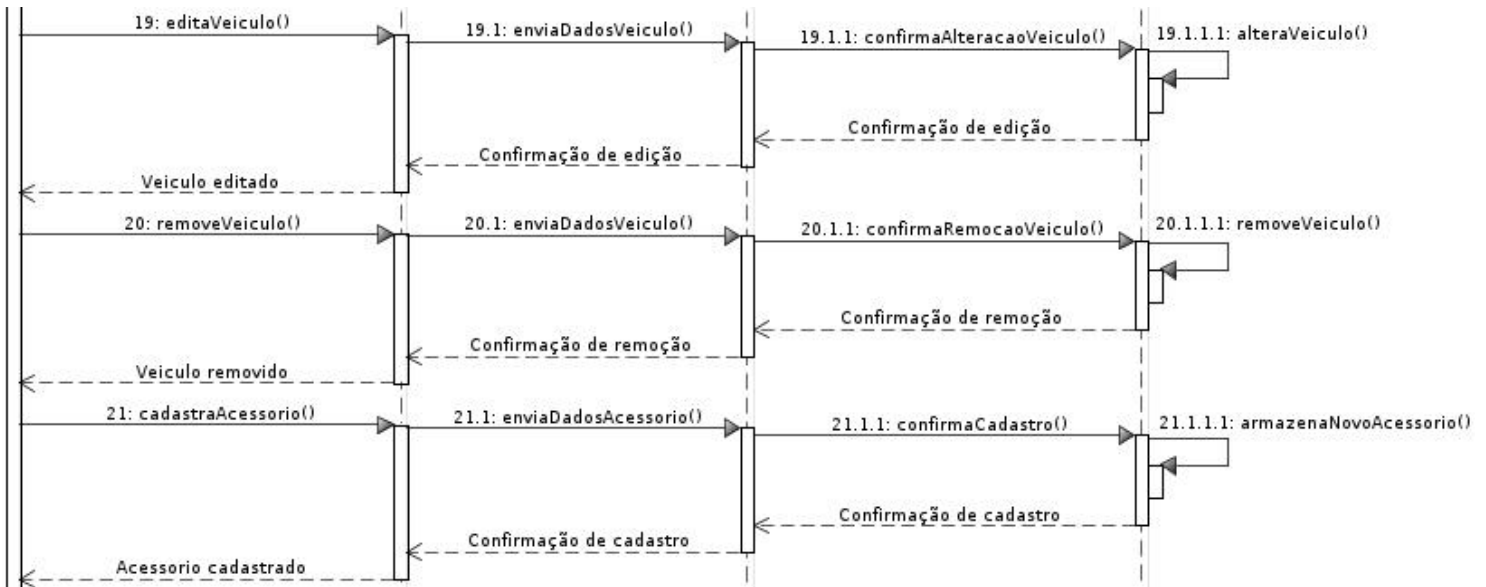 19: editaVeiculo()
19.1: enviaDadosVeiculo()
19.1.1: confirmaAlteracaoVeiculo()
19.1.1.1: alteraVeiculo()
Confirmação de edição
Confirmação de edição
Veiculo editado
20: removeVeiculo()
20.1: enviaDadosVeiculo()
20.1.1: confirmaRemocaoVeiculo()
20.1.1.1: removeVeiculo()
Confirmação de remoção
Confirmação de remoção
Veiculo removido
21: cadastraAcessorio()
21.1: enviaDadosAcessorio()
21.1.1: confirmaCadastro()
21.1.1.1: armazenaNovoAcessorio()
Confirmação de cadastro
Confirmação de cadastro
Acessorio cadastrado